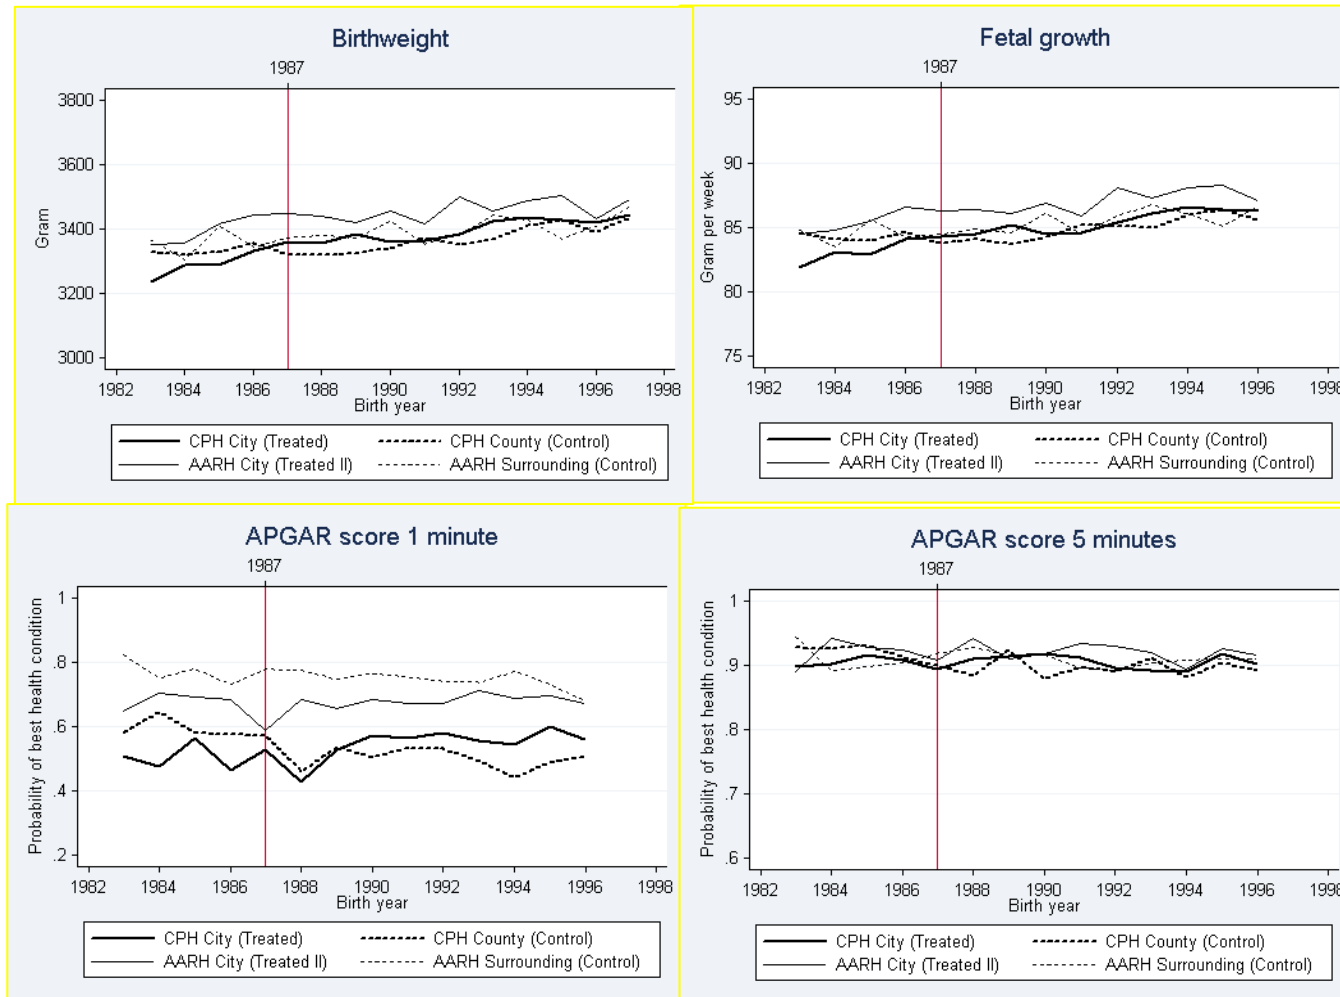 Birthweight
1987
3800
3600
3400
3200
3000
Gram
1982 1984 1986 1988 1990 1992 1994 1996 1998
Birth year
CPH City (Treated) CPH County (Control)
AARH City (Treated II) AARH Surrounding (Control)
Fetal growth
1987
95
90
85
80
75
Gram per week
1982 1984 1986 1988 1990 1992 1994 1996 1998
Birth year
CPH City (Treated) CPH County (Control)
AARH City (Treated II) AARH Surrounding (Control)
APGAR score 1 minute
1987
1
.8
.6
.4
.2
Probability of best health condition
1982 1984 1986 1988 1990 1992 1994 1996 1998
Birth year
CPH City (Treated) CPH County (Control)
AARH City (Treated II) AARH Surrounding (Control)
APGAR score 5 minutes
1987
1
.9
.8
.7
.6
Probability of best health condition
1982 1984 1986 1988 1990 1992 1994 1996 1998
Birth year
CPH City (Treated) CPH County (Control)
AARH City (Treated II) AARH Surrounding (Control)